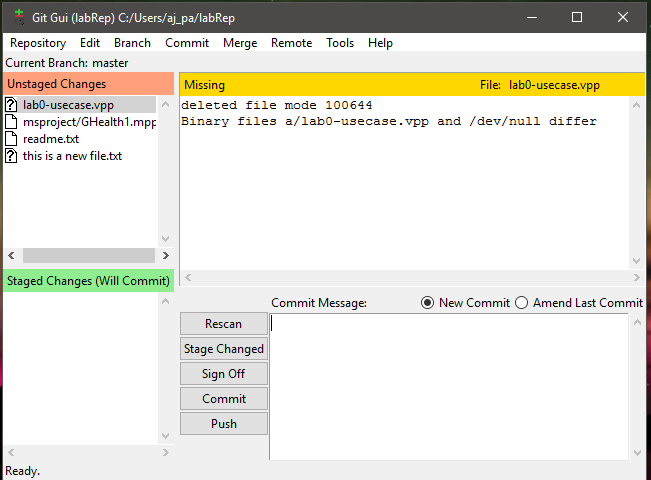 Git Gui (labRep) C:/Users/aj_pa/labRep
Repository Edit Branch Commit Merge Remote Tools Help
Current Branch: master
Unstaged Changes
lab0-usecase.vpp
msproject/GHealth1.mpp
readme.txt
this is a new file.txt
Missing File: lab0-usecase.vpp
deleted file mode 100644
Binary files a/lab0-usecase.vpp and /dev/null differ
Staged Changes (Will Commit)
Commit Message: New Commit Amend Last Commit
Rescan
Stage Changed
Sign Off
Commit
Push
Ready.